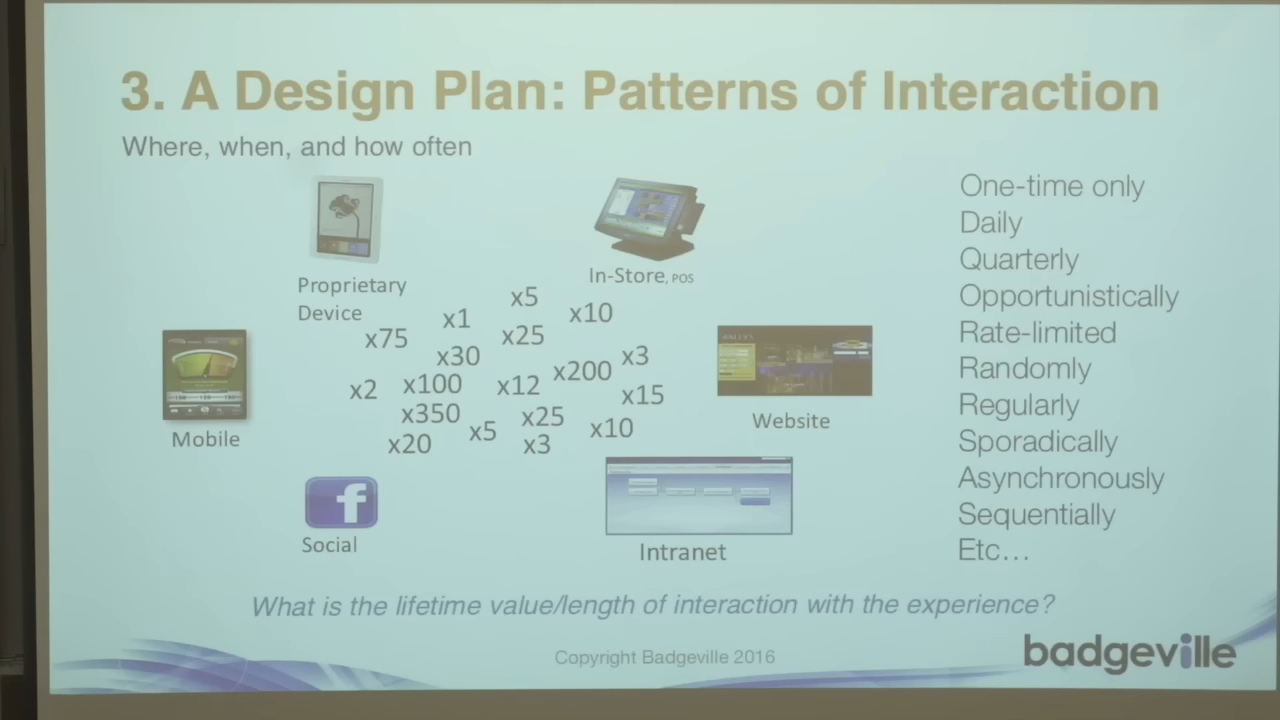 3. A Design Plan: Patterns of Interaction
Where, when, and how often
Proprietary
Device
In-Store, POS
x5
x10
x1
x75
x25
x30
x3
x200
x2
x100
x12
x15
x350
x25
x5
x10
x20
x3
Mobile
Website
Social
Intranet
One-time only
Daily
Quarterly
Opportunistically
Rate-limited
Randomly
Regularly
Sporadically
Asynchronously
Sequentially
Etc…
What is the lifetime value/length of interaction with the experience?
Copyright Badgeville 2016
badgeville